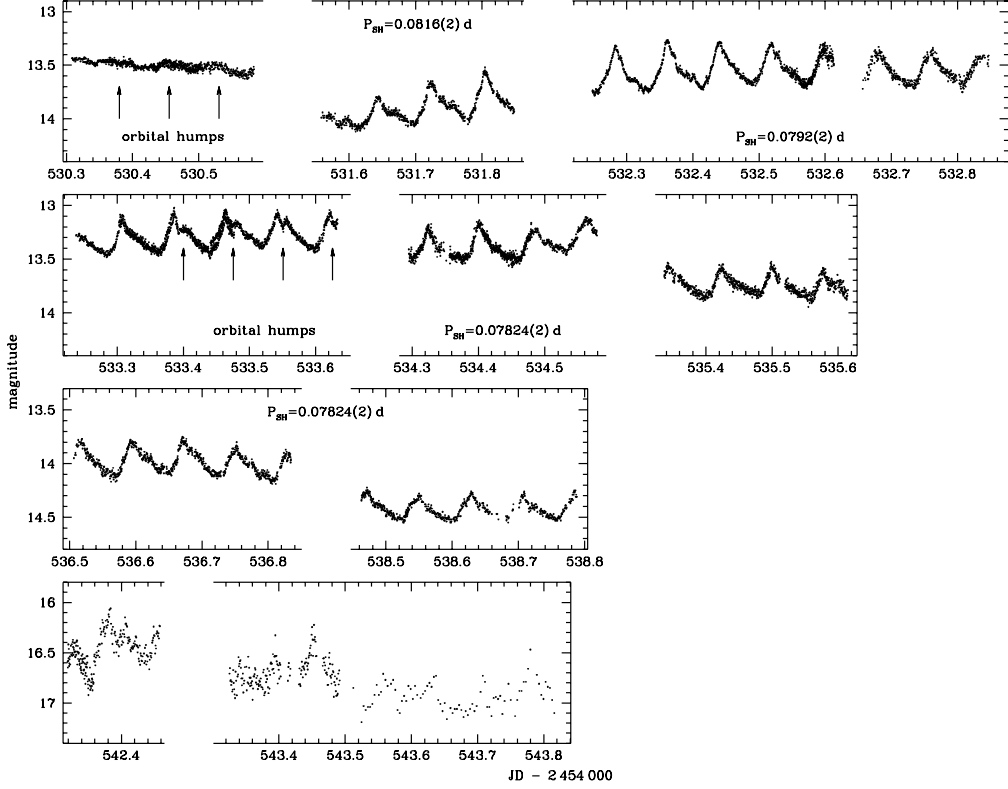 13
13.5
14
P_SH=0.0816(2) d
orbital humps
P_SH=0.0792(2) d
530.3 530.4 530.5 531.6 531.7 531.8 532.3 532.4 532.5 532.6 532.7 532.8
13
13.5
14
orbital humps
P_SH=0.07824(2) d
533.3 533.4 533.5 533.6 534.3 534.4 534.5 535.4 535.5 535.6
magnitude
13.5
14
14.5
P_SH=0.07824(2) d
536.5 536.6 536.7 536.8 538.5 538.6 538.7 538.8
16
16.5
17
542.4 543.4 543.5 543.6 543.7 543.8
JD - 2 454 000